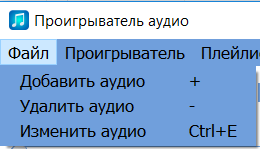 Проигрыватель аудио
Файл Проигрыватель
Добавить аудио +
Удалить аудио -
Изменить аудио Ctrl+E